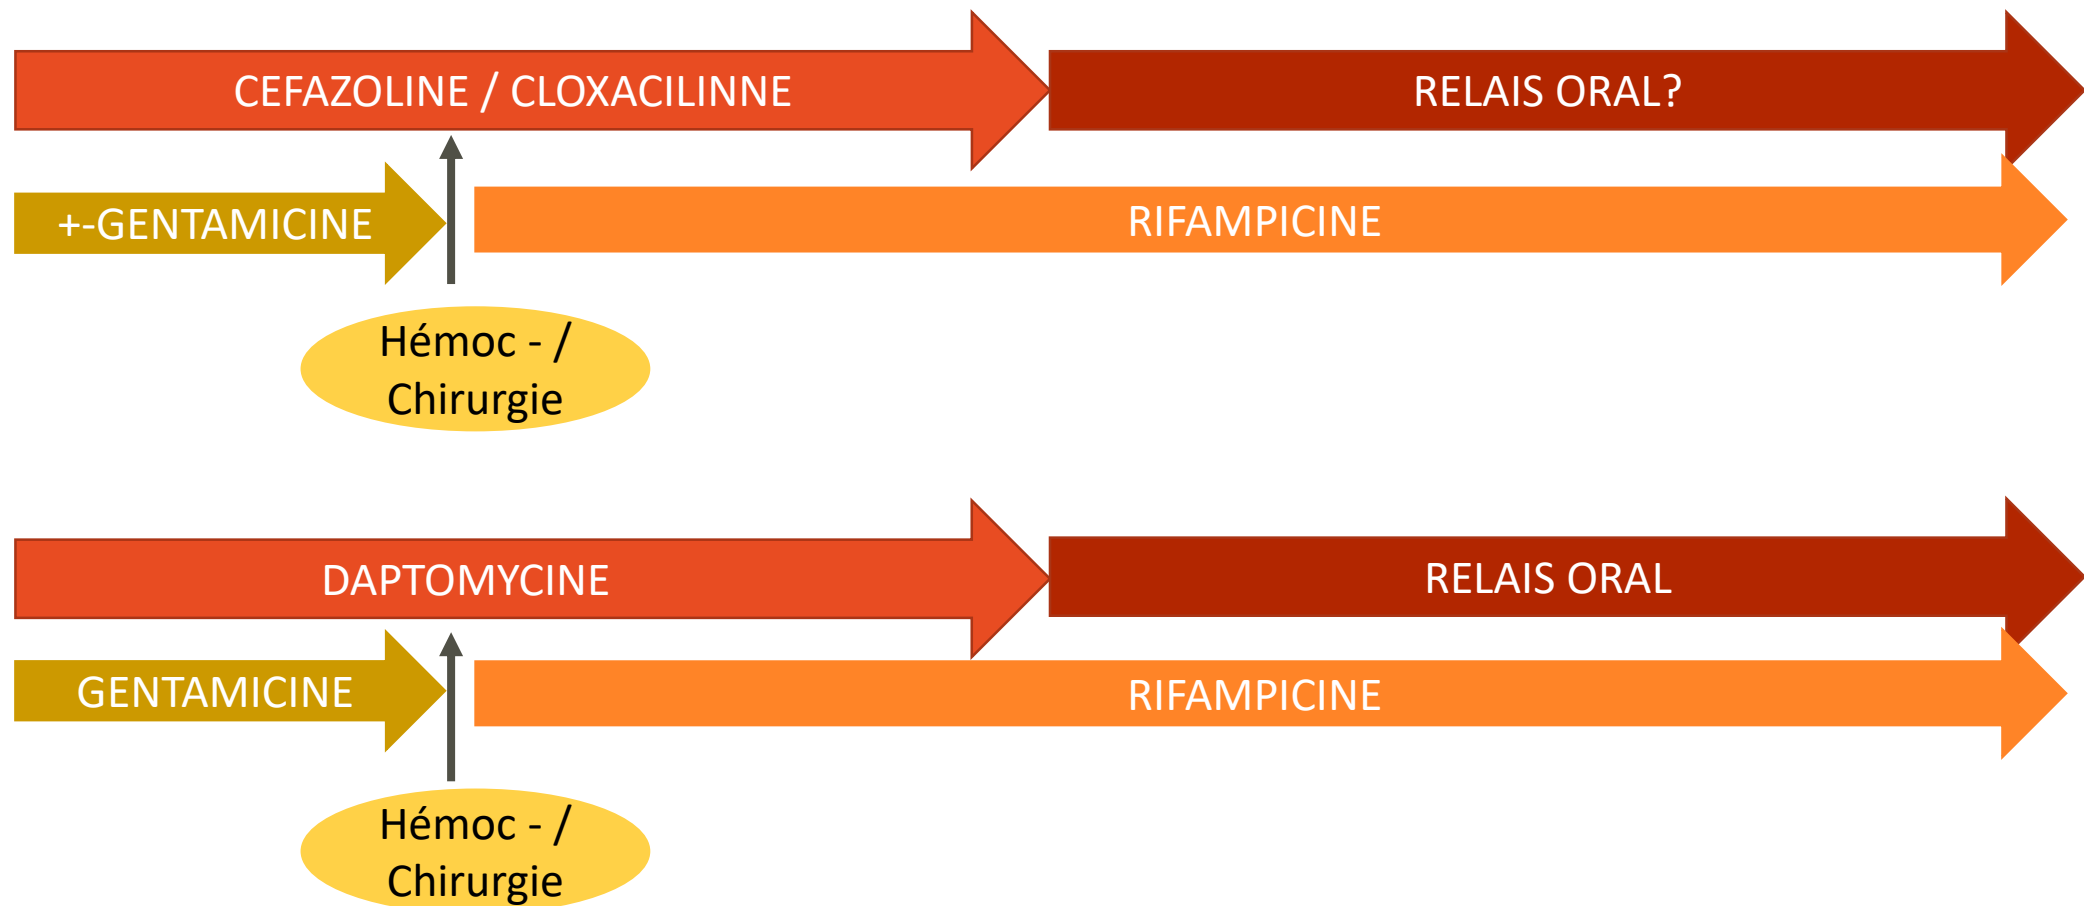 CEFAZOLINE / CLOXACILINNE
RELAIS ORAL?
+-GENTAMICINE
RIFAMPICINE
Hémoc - /
Chirurgie
DAPTOMYCINE
RELAIS ORAL
GENTAMICINE
RIFAMPICINE
Hémoc - /
Chirurgie